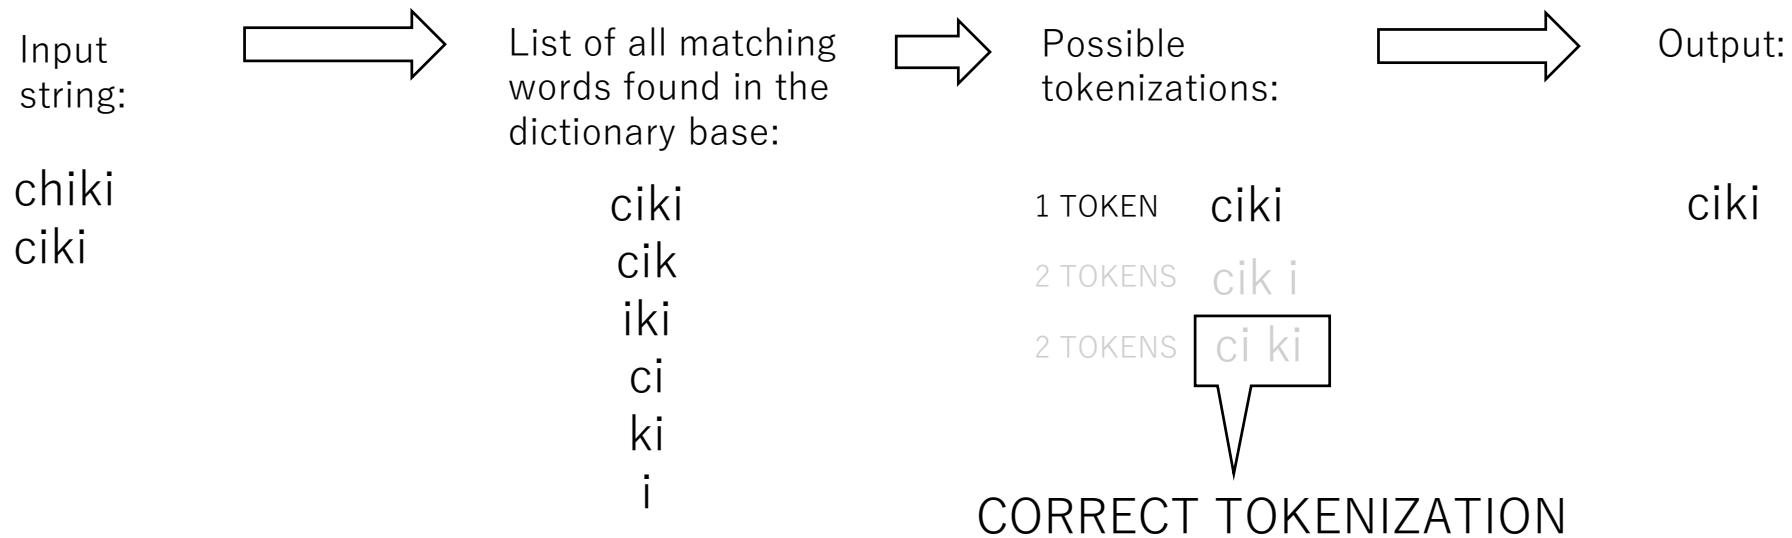 Input
string:
chiki
ciki
List of all matching
words found in the
dictionary base:
ciki
cik
iki
ci
ki
i
Possible
tokenizations:
1 TOKEN ciki
2 TOKENS cik i
2 TOKENS ci ki
CORRECT TOKENIZATION
Output:
ciki